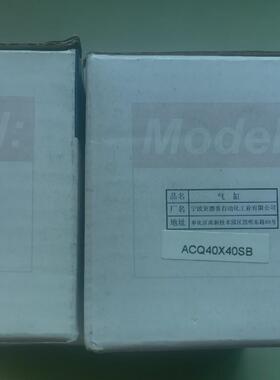 l:
Model
品名 气缸
厂名 宁波亚德客自动化工业有限公司
地址
ACQ40X40SB